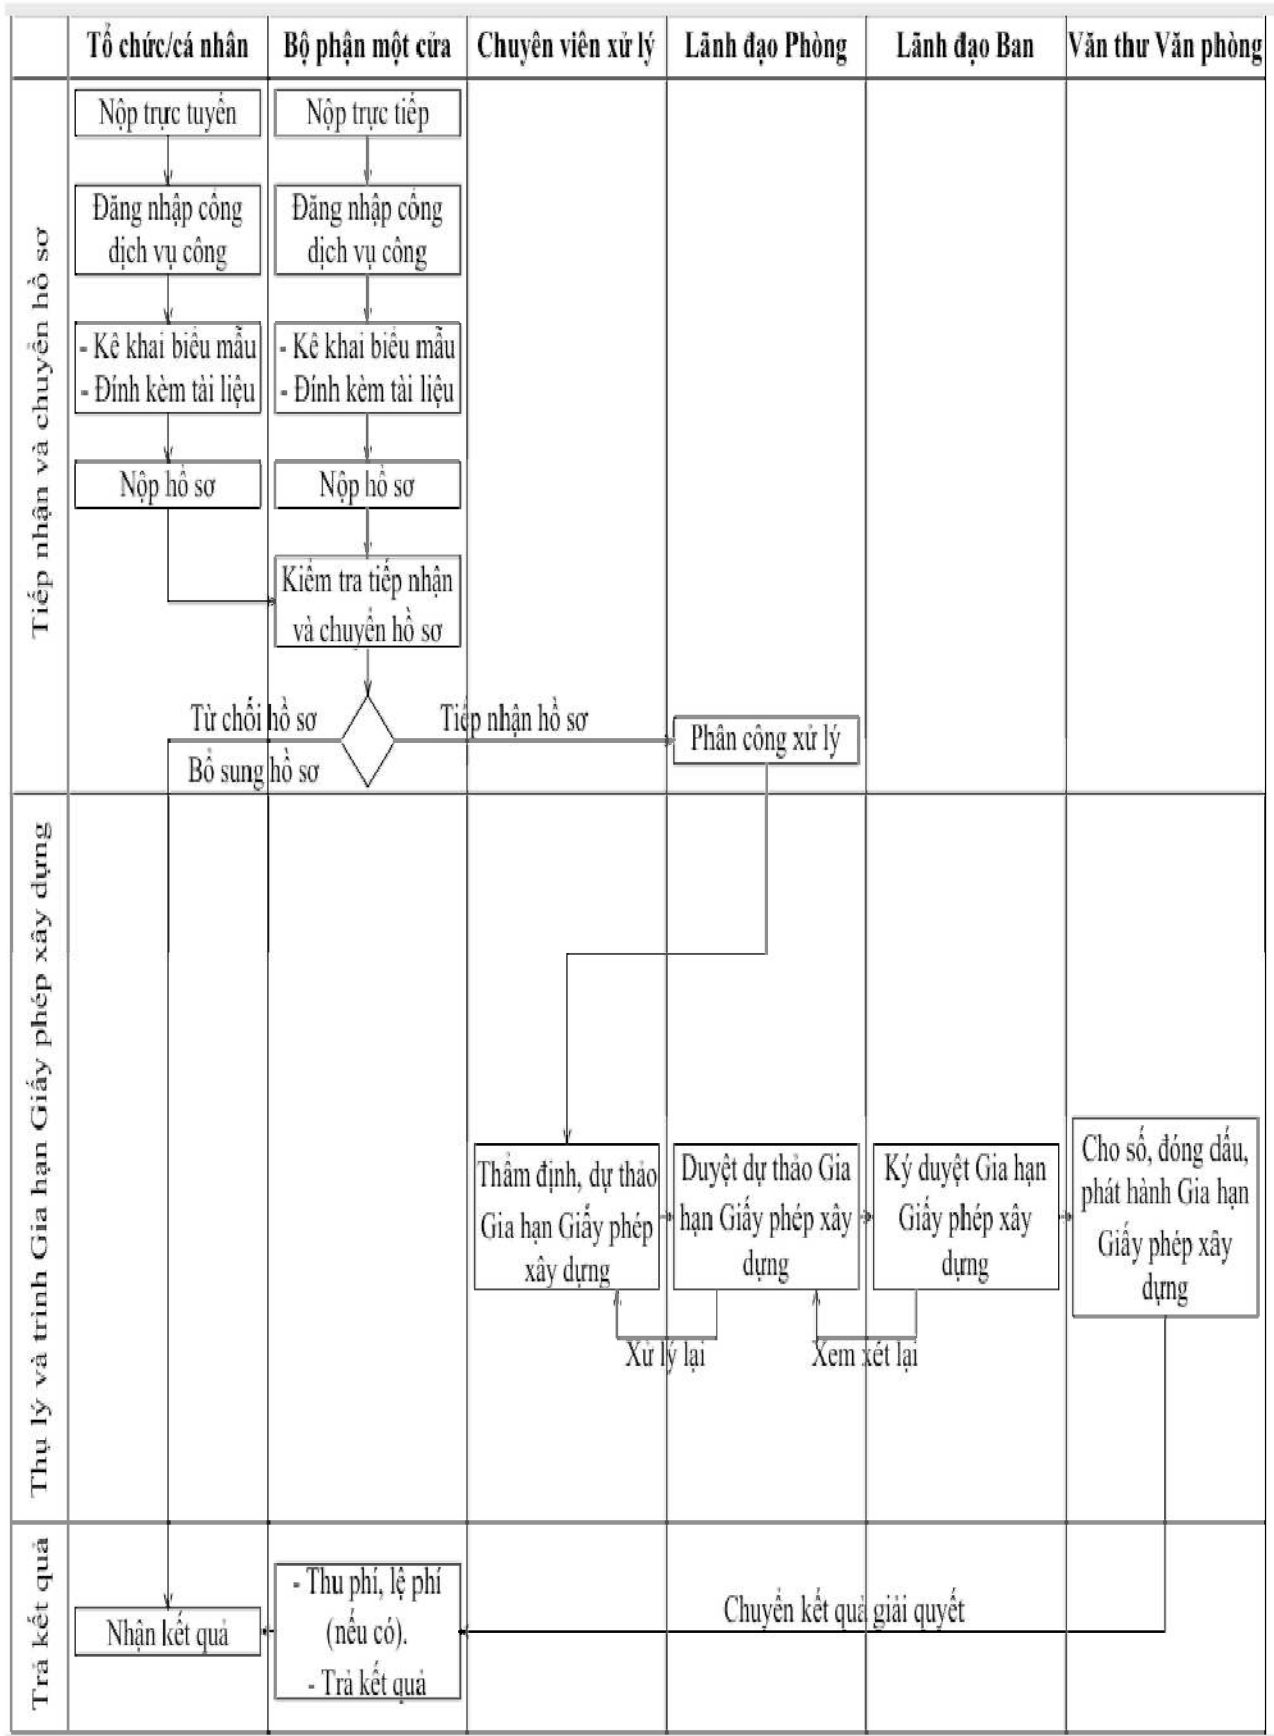 Tổ chức/cá nhân
Bộ phận một cửa
Chuyên viên xử lý
Lãnh đạo Phòng
Lãnh đạo Ban
Văn thư Văn phòng
Tiếp nhận và chuyển hồ sơ
Nộp trực tuyến
Nộp trực tiếp
Đăng nhập cổng
dịch vụ công
Đăng nhập cổng
dịch vụ công
- Kê khai biểu mẫu
- Đính kèm tài liệu
- Kê khai biểu mẫu
- Đính kèm tài liệu
Nộp hồ sơ
Nộp hồ sơ
Kiểm tra tiếp nhận
và chuyển hồ sơ
Từ chối hồ sơ
Bổ sung hồ sơ
Tiếp nhận hồ sơ
Phân công xử lý
Thụ lý và trình Gia hạn Giấy phép xây dựng
Thẩm định, dự thảo
Gia hạn Giấy phép
xây dựng
Duyệt dự thảo Gia
hạn Giấy phép xây
dựng
Ký duyệt Gia hạn
Giấy phép xây
dựng
Cho số, đóng dấu,
phát hành Gia hạn
Giấy phép xây
dựng
Xử lý lại
Xem xét lại
Trả kết quả
Nhận kết quả
- Thu phí, lệ phí
(nếu có).
- Trả kết quả
Chuyển kết quả giải quyết